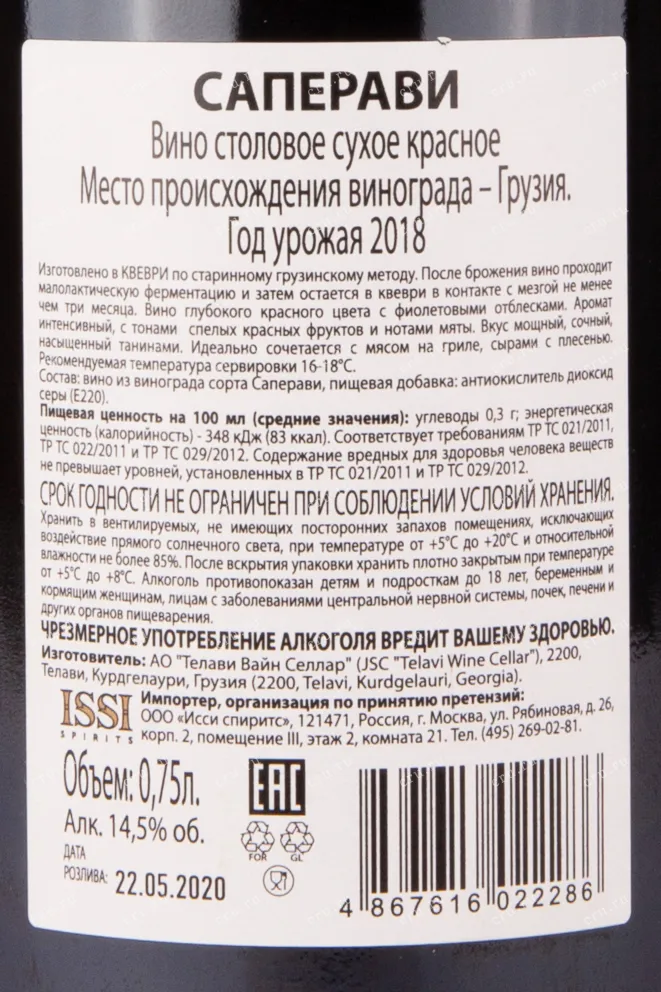 САПЕРАВИ
Вино столовое сухое красное
Место происхождения винограда – Грузия.
Год урожая 2018
Изготовлено в КВЕВРИ по старинному грузинскому методу. После брожения вино проходит
малолактическую ферментацию и затем остается в квеври в контакте с мезгой не менее
чем три месяца. Вино глубокого красного цвета с фиолетовыми отблесками. Аромат
интенсивный, с тонами спелых красных фруктов и нотами мяты. Вкус мощный, сочный,
насыщенный танинами. Идеально сочетается с мясом на гриле, сырами с плесенью.
Рекомендуемая температура сервировки 16-18°С.
Состав: вино из винограда сорта Саперави, пищевая добавка: антиокислитель диоксид
серы (Е220).
Пищевая ценность на 100 мл (средние значения): углеводы 0,3 г; энергетическая
ценность (калорийность) - 348 кДж (83 ккал). Соответствует требованиям ТР ТС 021/2011,
ТР ТС 022/2011 и ТР ТС 029/2012. Содержание вредных для здоровья человека веществ
не превышает уровней, установленных в ТР ТС 021/2011 и ТР ТС 029/2012.
СРОК ГОДНОСТИ НЕ ОГРАНИЧЕН ПРИ СОБЛЮДЕНИИ УСЛОВИЙ ХРАНЕНИЯ.
Хранить в вентилируемых, не имеющих посторонних запахов помещениях, исключающих
воздействие прямого солнечного света, при температуре от +5°С до +20°С и относительной
влажности не более 85%. После вскрытия упаковки хранить плотно закрытым при температуре
от +5°С до +8°С. Алкоголь противопоказан детям и подросткам до 18 лет, беременным и
кормящим женщинам, лицам с заболеваниями центральной нервной системы, почек, печени и
других органов пищеварения.
ЧРЕЗМЕРНОЕ УПОТРЕБЛЕНИЕ АЛКОГОЛЯ ВРЕДИТ ВАШЕМУ ЗДОРОВЬЮ.
Изготовитель: АО "Телави Вайн Селлар" (JSC "Telavi Wine Cellar"), 2200,
Телави, Курдгелаури, Грузия (2200, Telavi, Kurdgelauri, Georgia).
ISSI
SPIRITS
Импортер, организация по принятию претензий:
ООО «Исси спиритс», 121471, Россия, г. Москва, ул. Рябиновая, д. 26,
корп. 2, помещение III, этаж 2, комната 21. Тел. (495) 269-02-81.
Объем: 0,75л.
Алк. 14,5% об.
ДАТА
РОЗЛИВА: 22.05.2020
EAC
FOR
GL
4 867616 022286